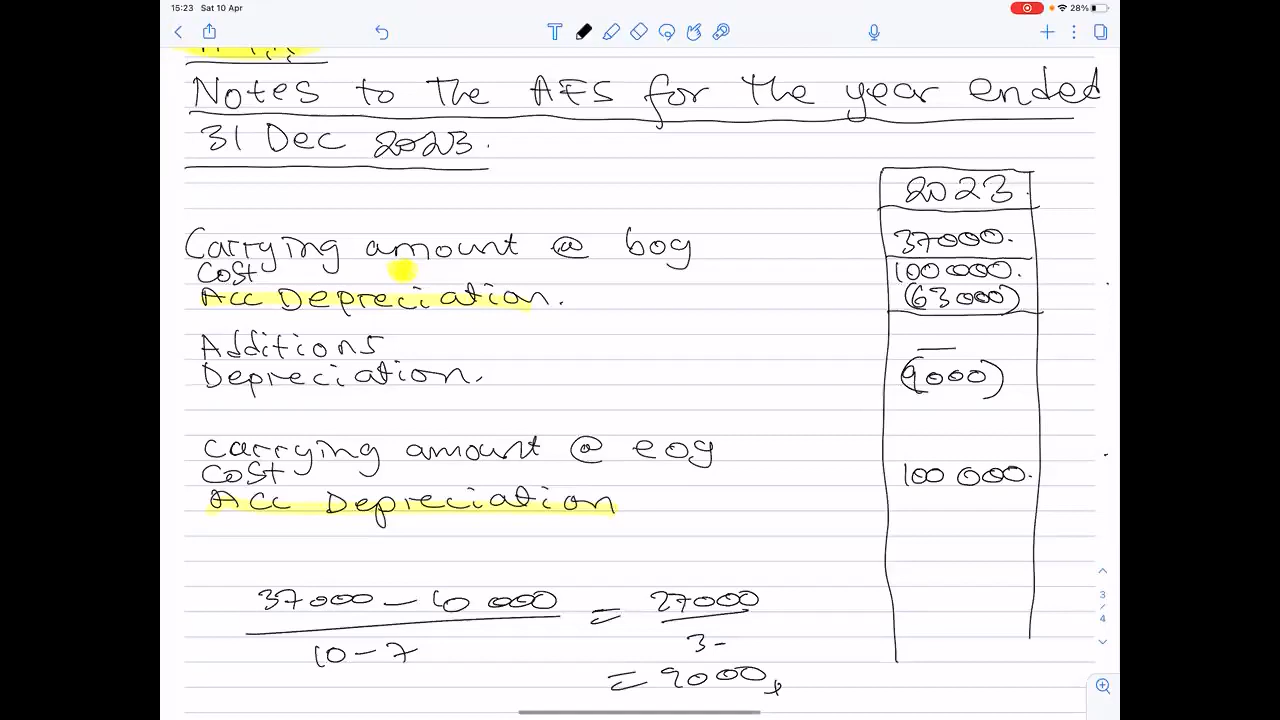 15:23 Sat 10 Apr
28%
Notes to the AFS for the year ended
31 Dec 2023.
2023
Carrying amount @ boy 37000.
Cost 100 000.
Acc Depreciation. (63 000)
Additions —
Depreciation. (9000)
Carrying amount @ eoy
Cost 100 000.
Acc Depreciation
37000 – 10 000 = 27000
10 – 7 3
= 9000
3
/
4